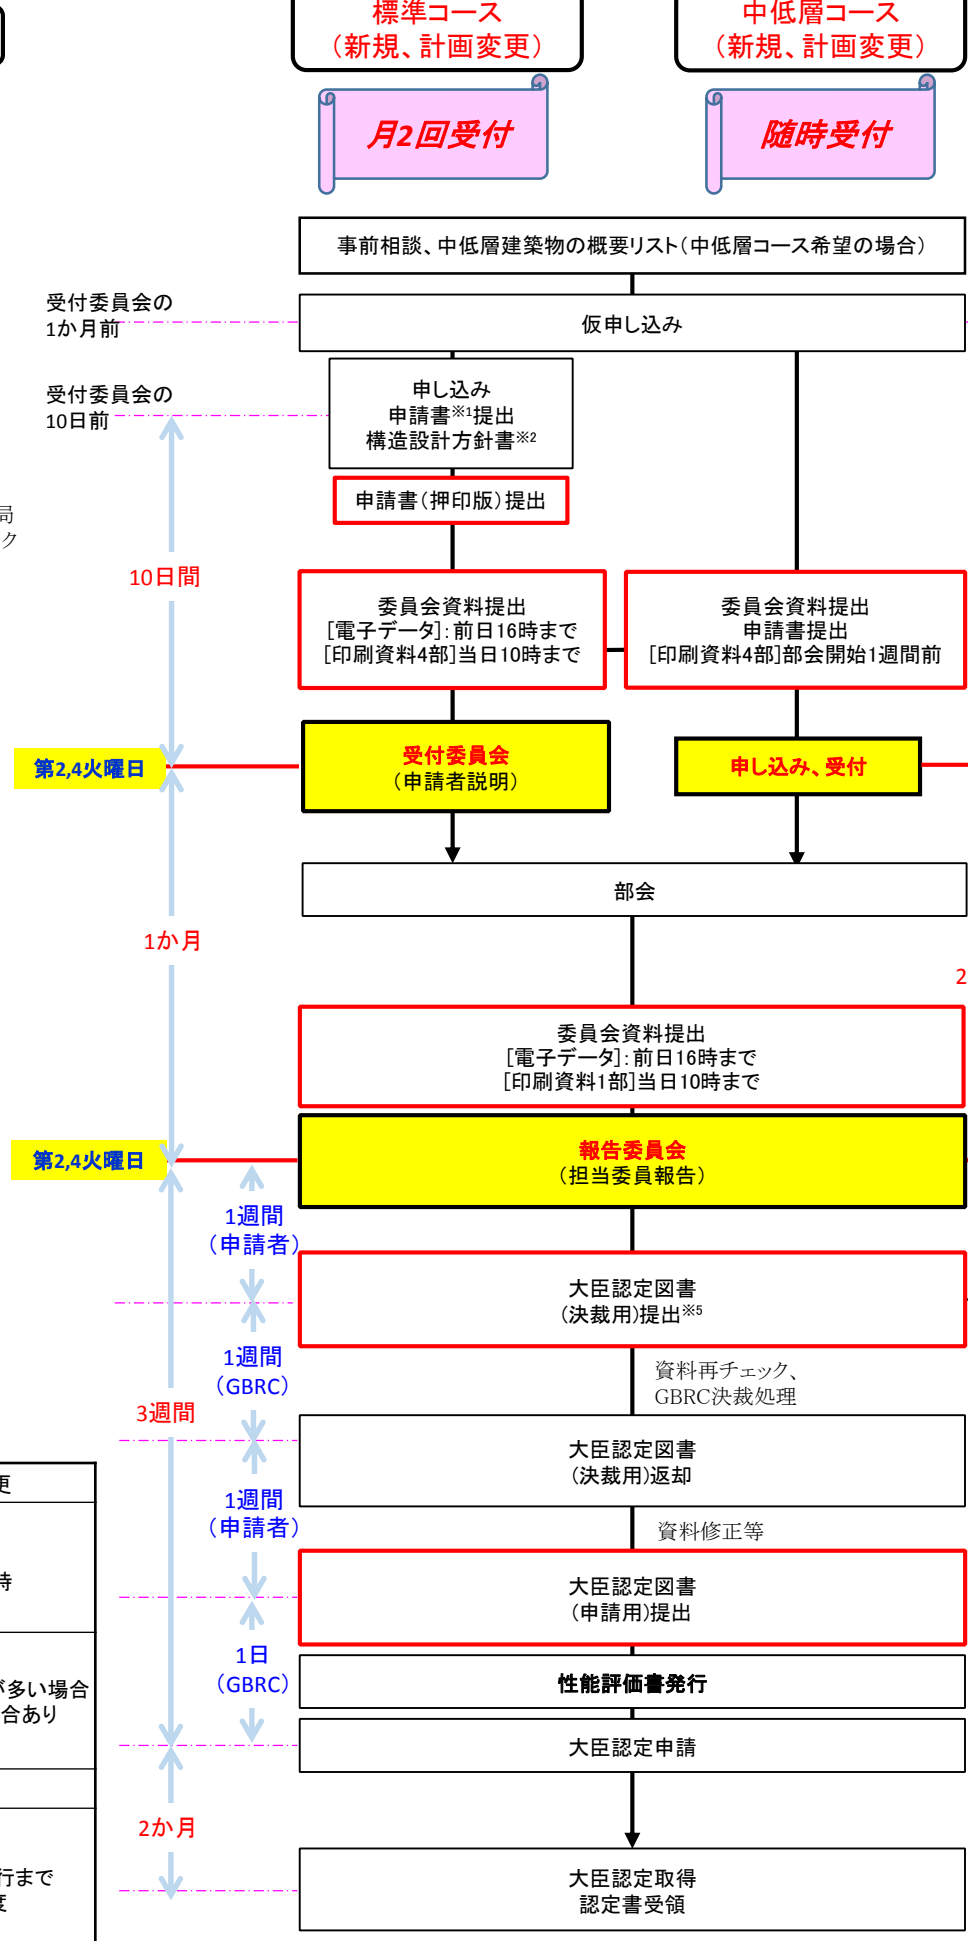 標準コース
（新規、計画変更）
中低層コース
（新規、計画変更）
月2回受付
随時受付
事前相談、中低層建築物の概要リスト（中低層コース希望の場合）
受付委員会の
1か月前
仮申し込み
受付委員会の
10日前
申し込み
申請書※1提出
構造設計方針書※2
申請書（押印版）提出
局
ク
10日間
委員会資料提出
［電子データ］：前日16時まで
［印刷資料4部］当日10時まで
委員会資料提出
申請書提出
［印刷資料4部］部会開始1週間前
第2,4火曜日
受付委員会
（申請者説明）
申し込み、受付
部会
1か月
2
委員会資料提出
［電子データ］：前日16時まで
［印刷資料1部］当日10時まで
第2,4火曜日
報告委員会
（担当委員報告）
1週間
（申請者）
大臣認定図書
（決裁用）提出※5
1週間
（GBRC）
資料再チェック、
GBRC決裁処理
3週間
大臣認定図書
（決裁用）返却
1週間
（申請者）
資料修正等
大臣認定図書
（申請用）提出
1日
（GBRC）
性能評価書発行
大臣認定申請
2か月
大臣認定取得
認定書受領
更
時
が多い場合
合あり
行まで
度